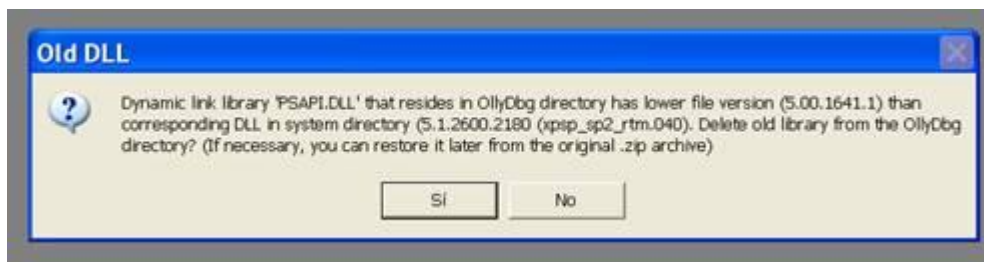 Old DLL
Dynamic link library 'PSAPI.DLL' that resides in OllyDbg directory has lower file version (5.00.1641.1) than
corresponding DLL in system directory (5.1.2600.2180 (xpsp_sp2_rtm.040). Delete old library from the OllyDbg
directory? (If necessary, you can restore it later from the original .zip archive)
Sí
No